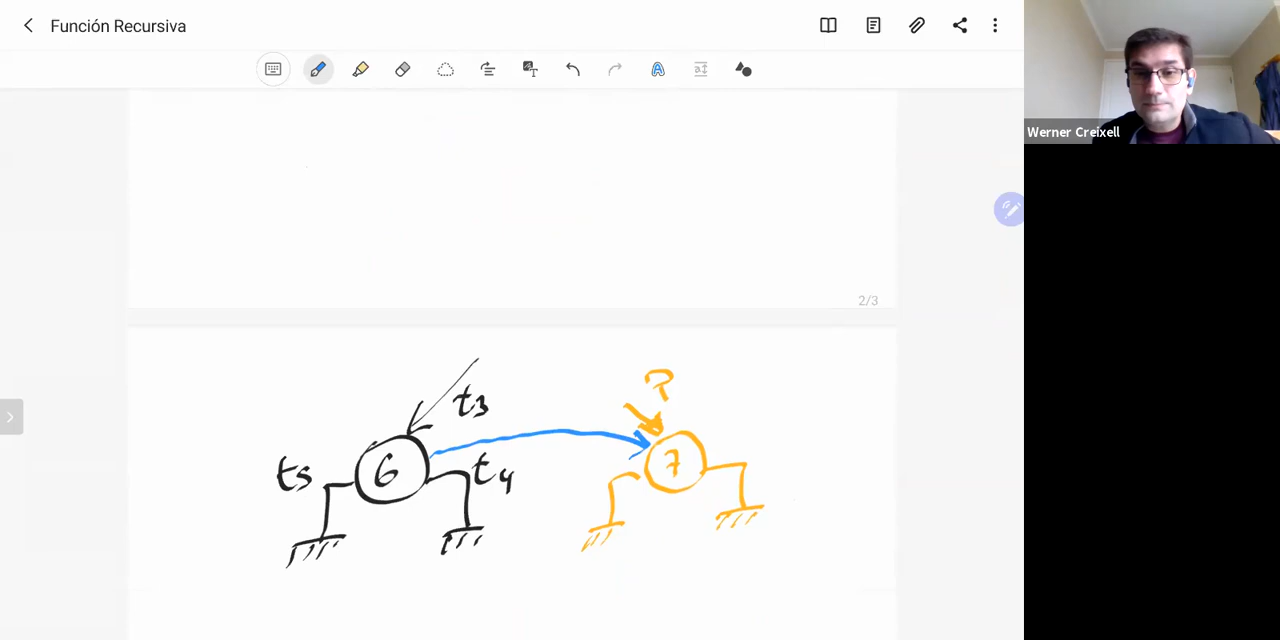 Función Recursiva
Werner Creixell
2/3
?
t3
6
7
t5
t4